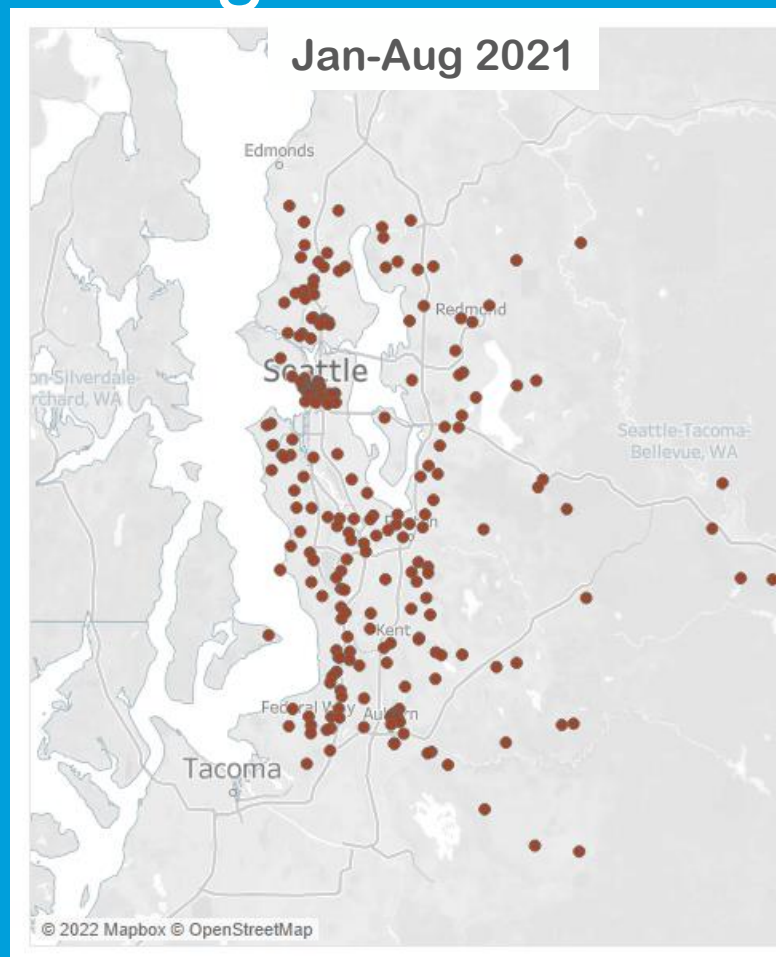 Jan-Aug 2021
Edmonds
Redmond
Seattle
on-Silverdale-
rchard, WA
Seattle-Tacoma-
Bellevue, WA
Kent
Federal Way
Auburn
Tacoma
© 2022 Mapbox © OpenStreetMap